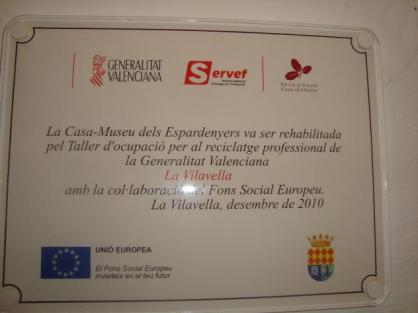 GENERALITAT
VALENCIANA
Servef
La Casa-Museu dels Espardenyers va ser rehabilitada
pel Taller d'ocupació per al reciclatge professional de
la Generalitat Valenciana
La Vilavella
amb la col·laboració del Fons Social Europeu.
La Vilavella, desembre de 2010
UNIÓ EUROPEA
El Fons Social Europeu
inverteix en el teu futur